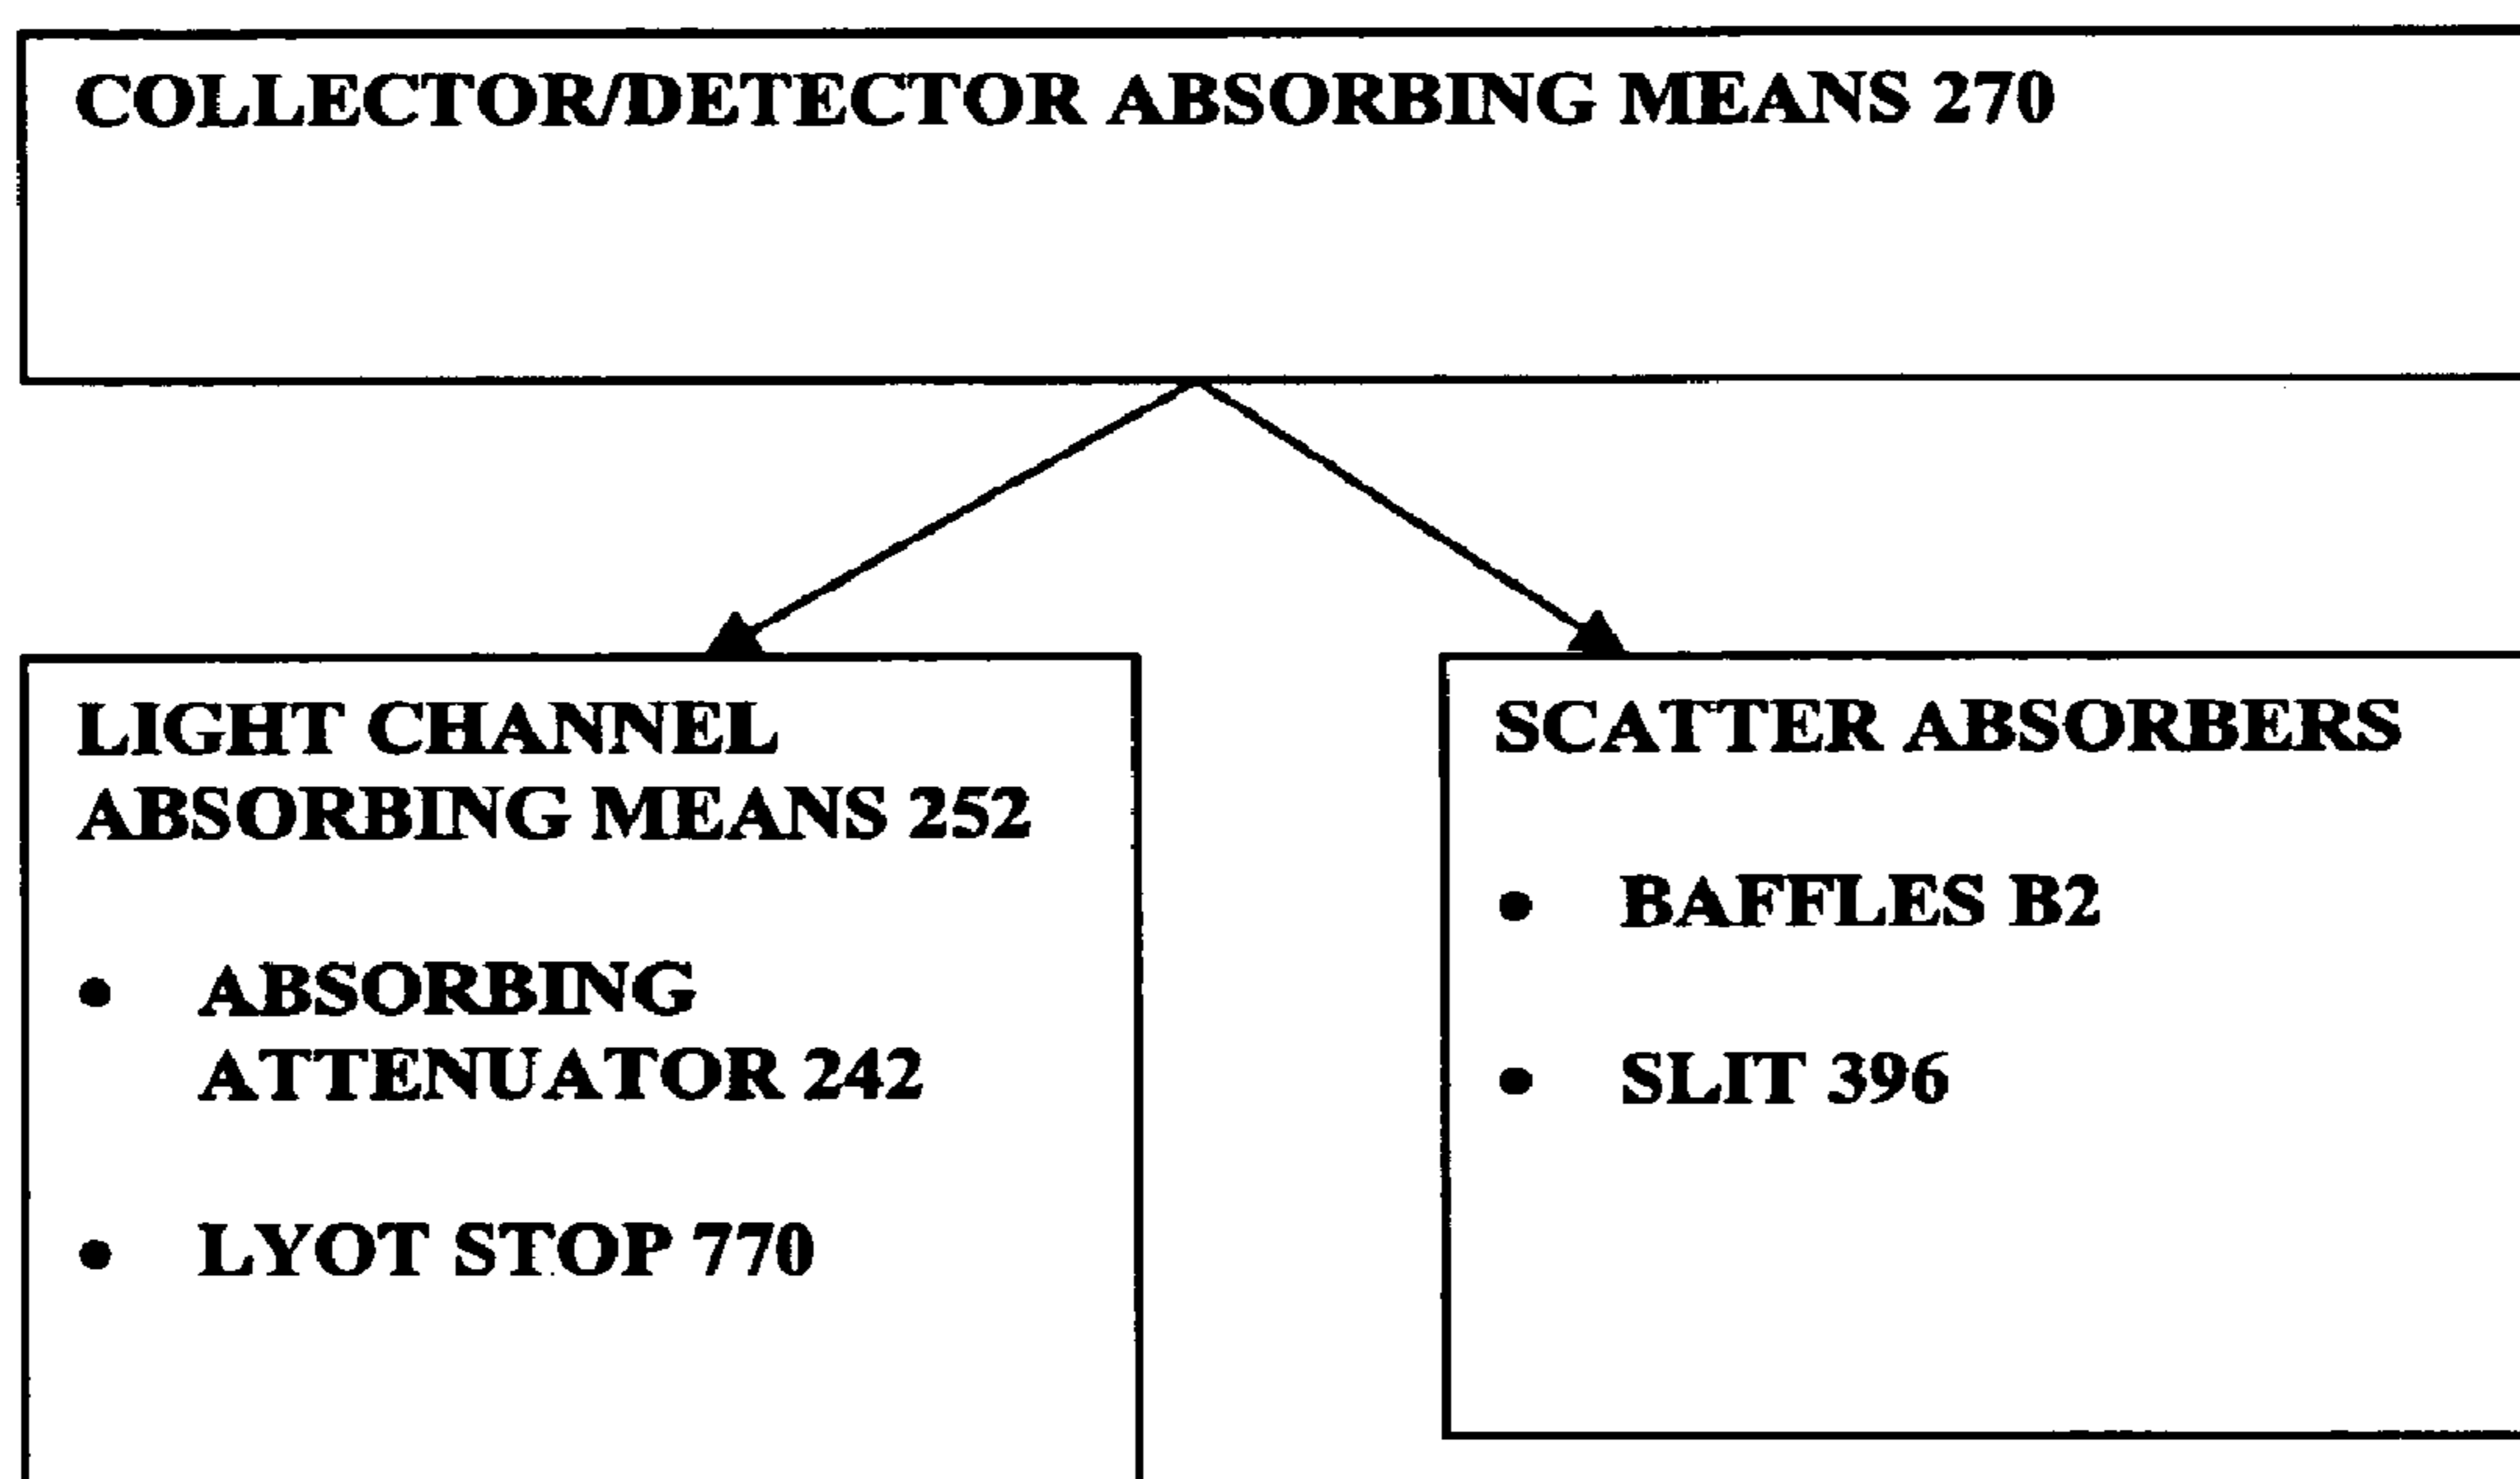 COLLECTOR/DETECTOR ABSORBING MEANS 270
LIGHT CHANNEL
ABSORBING MEANS 252
• ABSORBING
ATTENUATOR 242
• LYOT STOP 770
SCATTER ABSORBERS
• BAFFLES B2
• SLIT 396